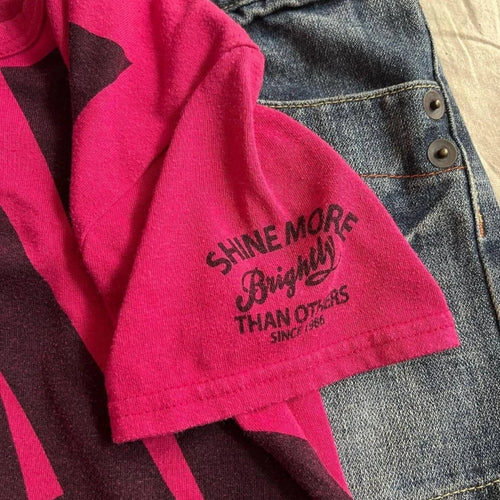 SHINE MORE
Brightly
THAN OTHERS
SINCE 1986